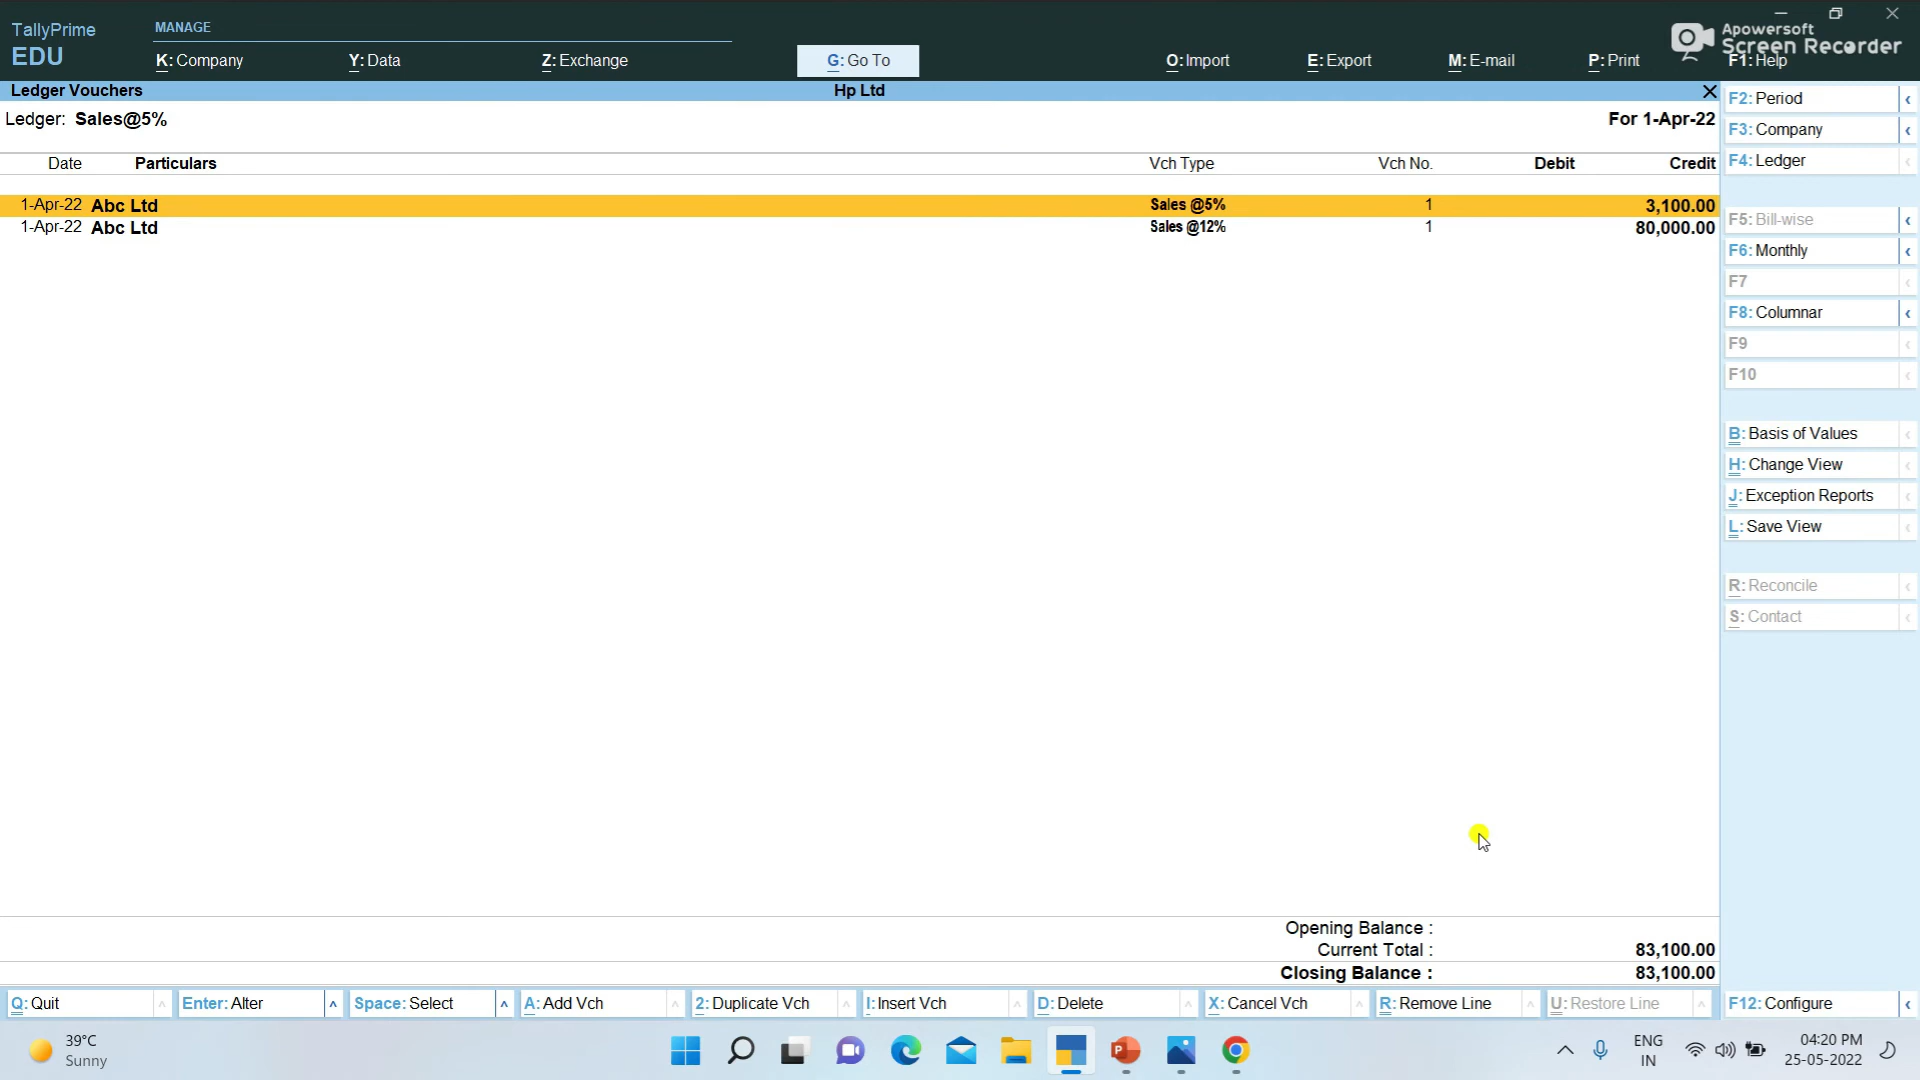 TallyPrime
EDU
MANAGE
K: Company
Y: Data
Z: Exchange
G: Go To
O: Import
E: Export
M: E-mail
P: Print
F1: Help
Apowersoft
Screen Recorder
Ledger Vouchers
Hp Ltd
Ledger: Sales@5%
For 1-Apr-22
Date Particulars Vch Type Vch No. Debit Credit
1-Apr-22 Abc Ltd Sales @5% 1 3,100.00
1-Apr-22 Abc Ltd Sales @12% 1 80,000.00
Opening Balance :
Current Total : 83,100.00
Closing Balance : 83,100.00
F2: Period
F3: Company
F4: Ledger
F5: Bill-wise
F6: Monthly
F7
F8: Columnar
F9
F10
B: Basis of Values
H: Change View
J: Exception Reports
L: Save View
R: Reconcile
S: Contact
Q: Quit
Enter: Alter
Space: Select
A: Add Vch
2: Duplicate Vch
I: Insert Vch
D: Delete
X: Cancel Vch
R: Remove Line
U: Restore Line
F12: Configure
39°C
Sunny
ENG
IN
04:20 PM
25-05-2022